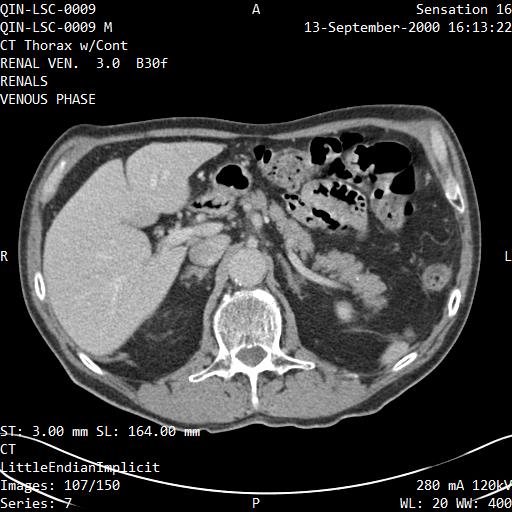 QIN-LSC-0009
A
Sensation 16
QIN-LSC-0009 M
13-September-2000 16:13:22
CT Thorax w/Cont
RENAL VEN.  3.0  B30f
RENALS
VENOUS PHASE
R
L
ST: 3.00 mm SL: 164.00 mm
CT
LittleEndianImplicit
Images: 107/150
280 mA 120kV
Series: 7
P
WL: 20 WW: 400